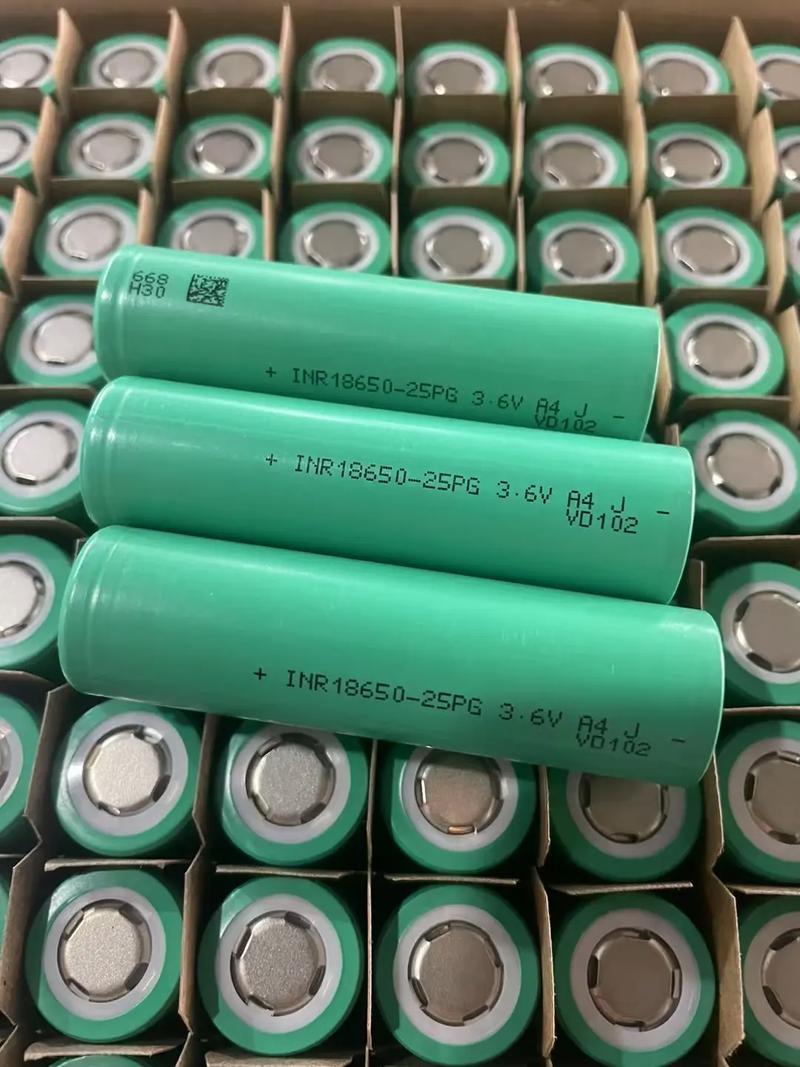 668
H30
+ INR18650-25PG 3.6V A4 J -
VD102
+ INR18650-25PG 3.6V A4 J -
VD102
+ INR18650-25PG 3.6V A4 J -
VD102